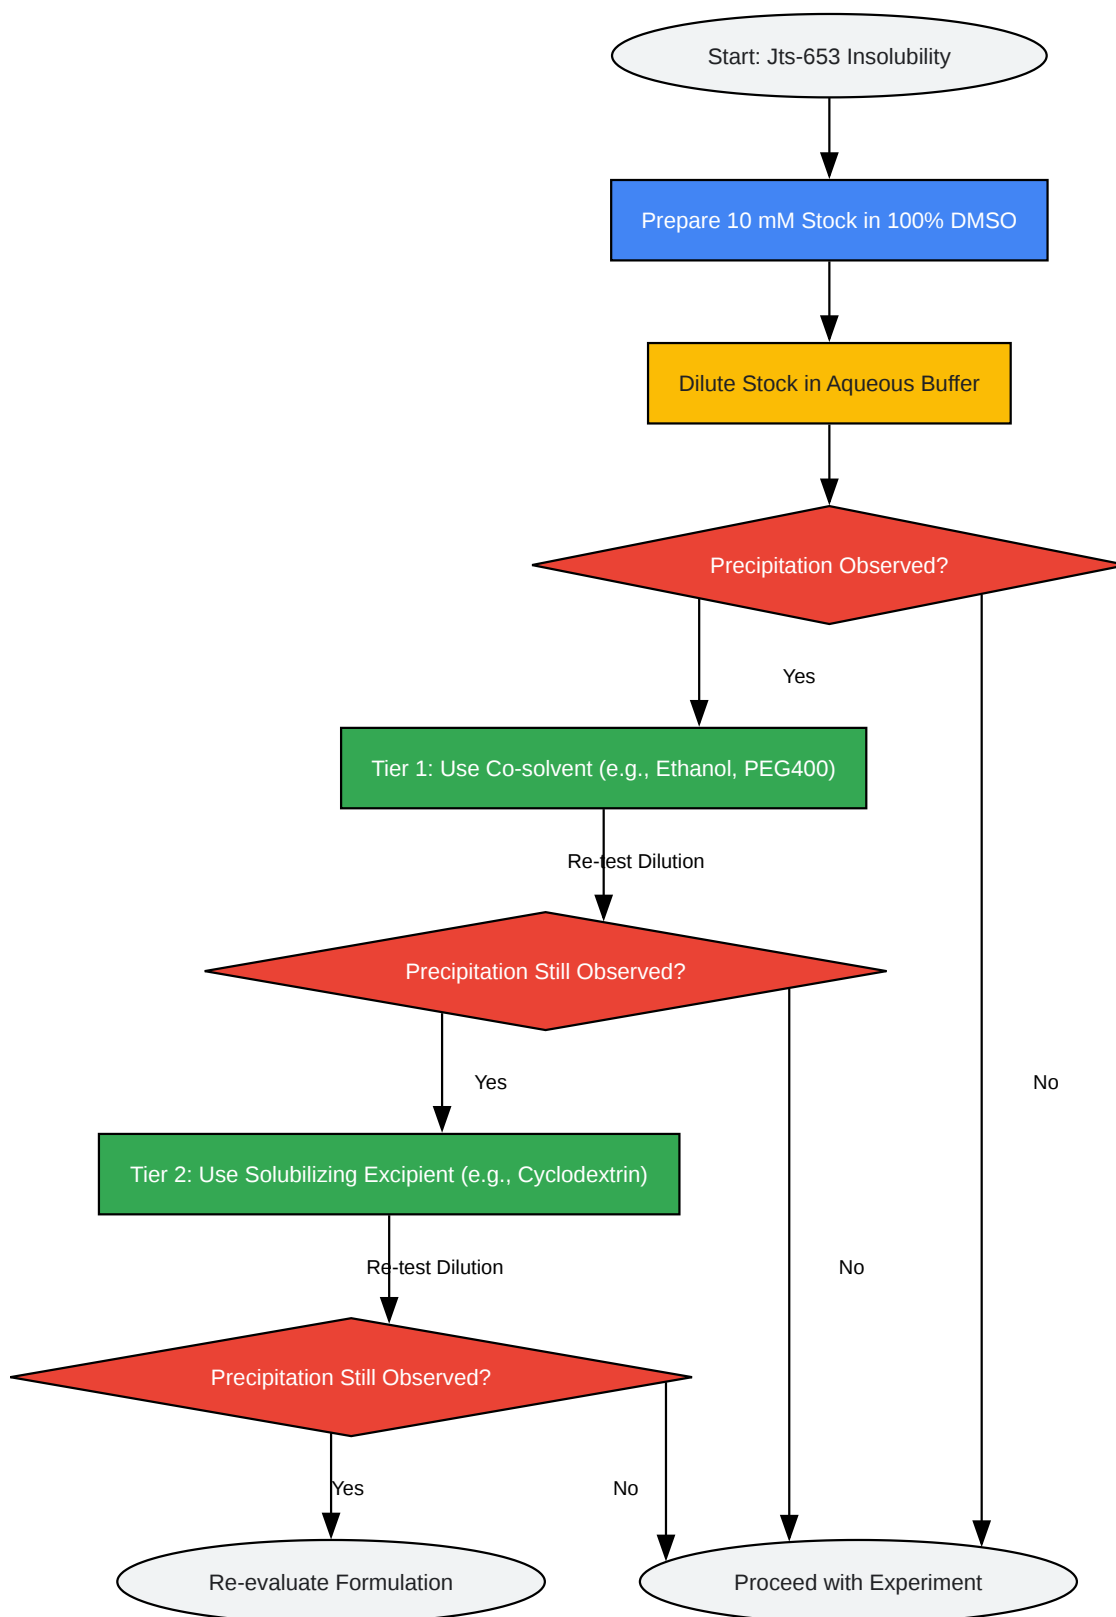 Start: Jts-653 Insolubility
Prepare 10 mM Stock in 100% DMSO
Dilute Stock in Aqueous Buffer
Precipitation Observed?
Yes
Tier 1: Use Co-solvent (e.g., Ethanol, PEG400)
Re-test Dilution
Precipitation Still Observed?
Yes
No
Tier 2: Use Solubilizing Excipient (e.g., Cyclodextrin)
Re-test Dilution
No
Precipitation Still Observed?
Yes
No
Re-evaluate Formulation
Proceed with Experiment